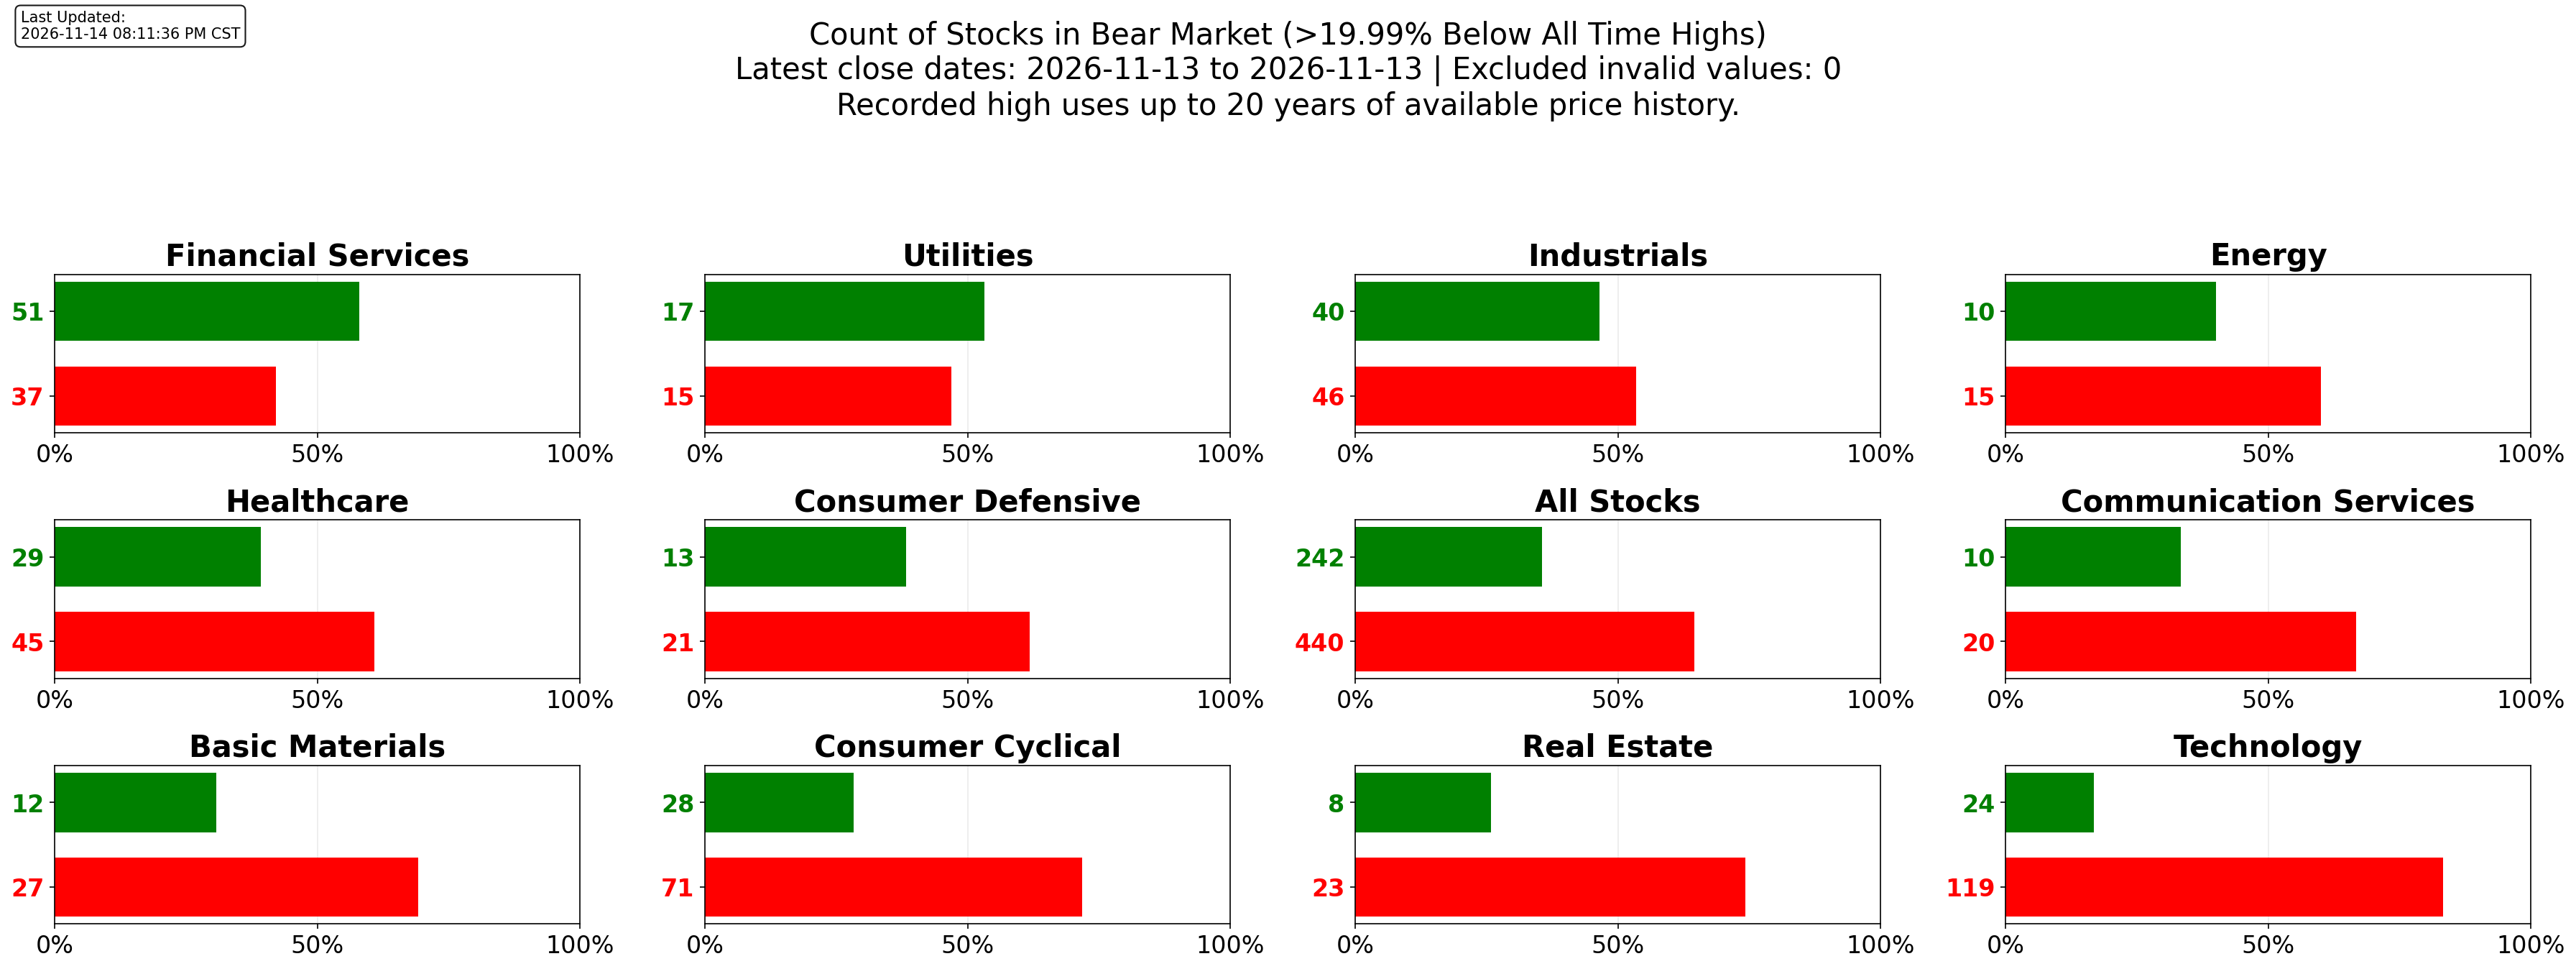 Last Updated:
2026-11-14 08:11:36 PM CST
Count of Stocks in Bear Market (>19.99% Below All Time Highs)
Latest close dates: 2026-11-13 to 2026-11-13 | Excluded invalid values: 0
Recorded high uses up to 20 years of available price history.
Financial Services
51
37
0% 50% 100%
Utilities
17
15
0% 50% 100%
Industrials
40
46
0% 50% 100%
Energy
10
15
0% 50% 100%
Healthcare
29
45
0% 50% 100%
Consumer Defensive
13
21
0% 50% 100%
All Stocks
242
440
0% 50% 100%
Communication Services
10
20
0% 50% 100%
Basic Materials
12
27
0% 50% 100%
Consumer Cyclical
28
71
0% 50% 100%
Real Estate
8
23
0% 50% 100%
Technology
24
119
0% 50% 100%